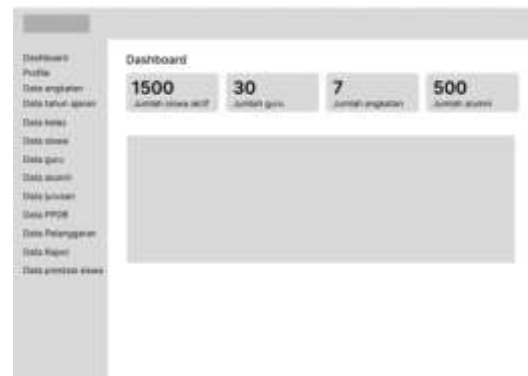 Dashboard
Profile
Data angkatan
Data tahun ajaran
Data kelas
Data siswa
Data guru
Data alumni
Data jurusan
Data PPDB
Data Pelanggaran
Data Raport
Data prestasi siswa
Dashboard
1500
Jumlah siswa aktif
30
Jumlah guru
7
Jumlah angkatan
500
Jumlah alumni